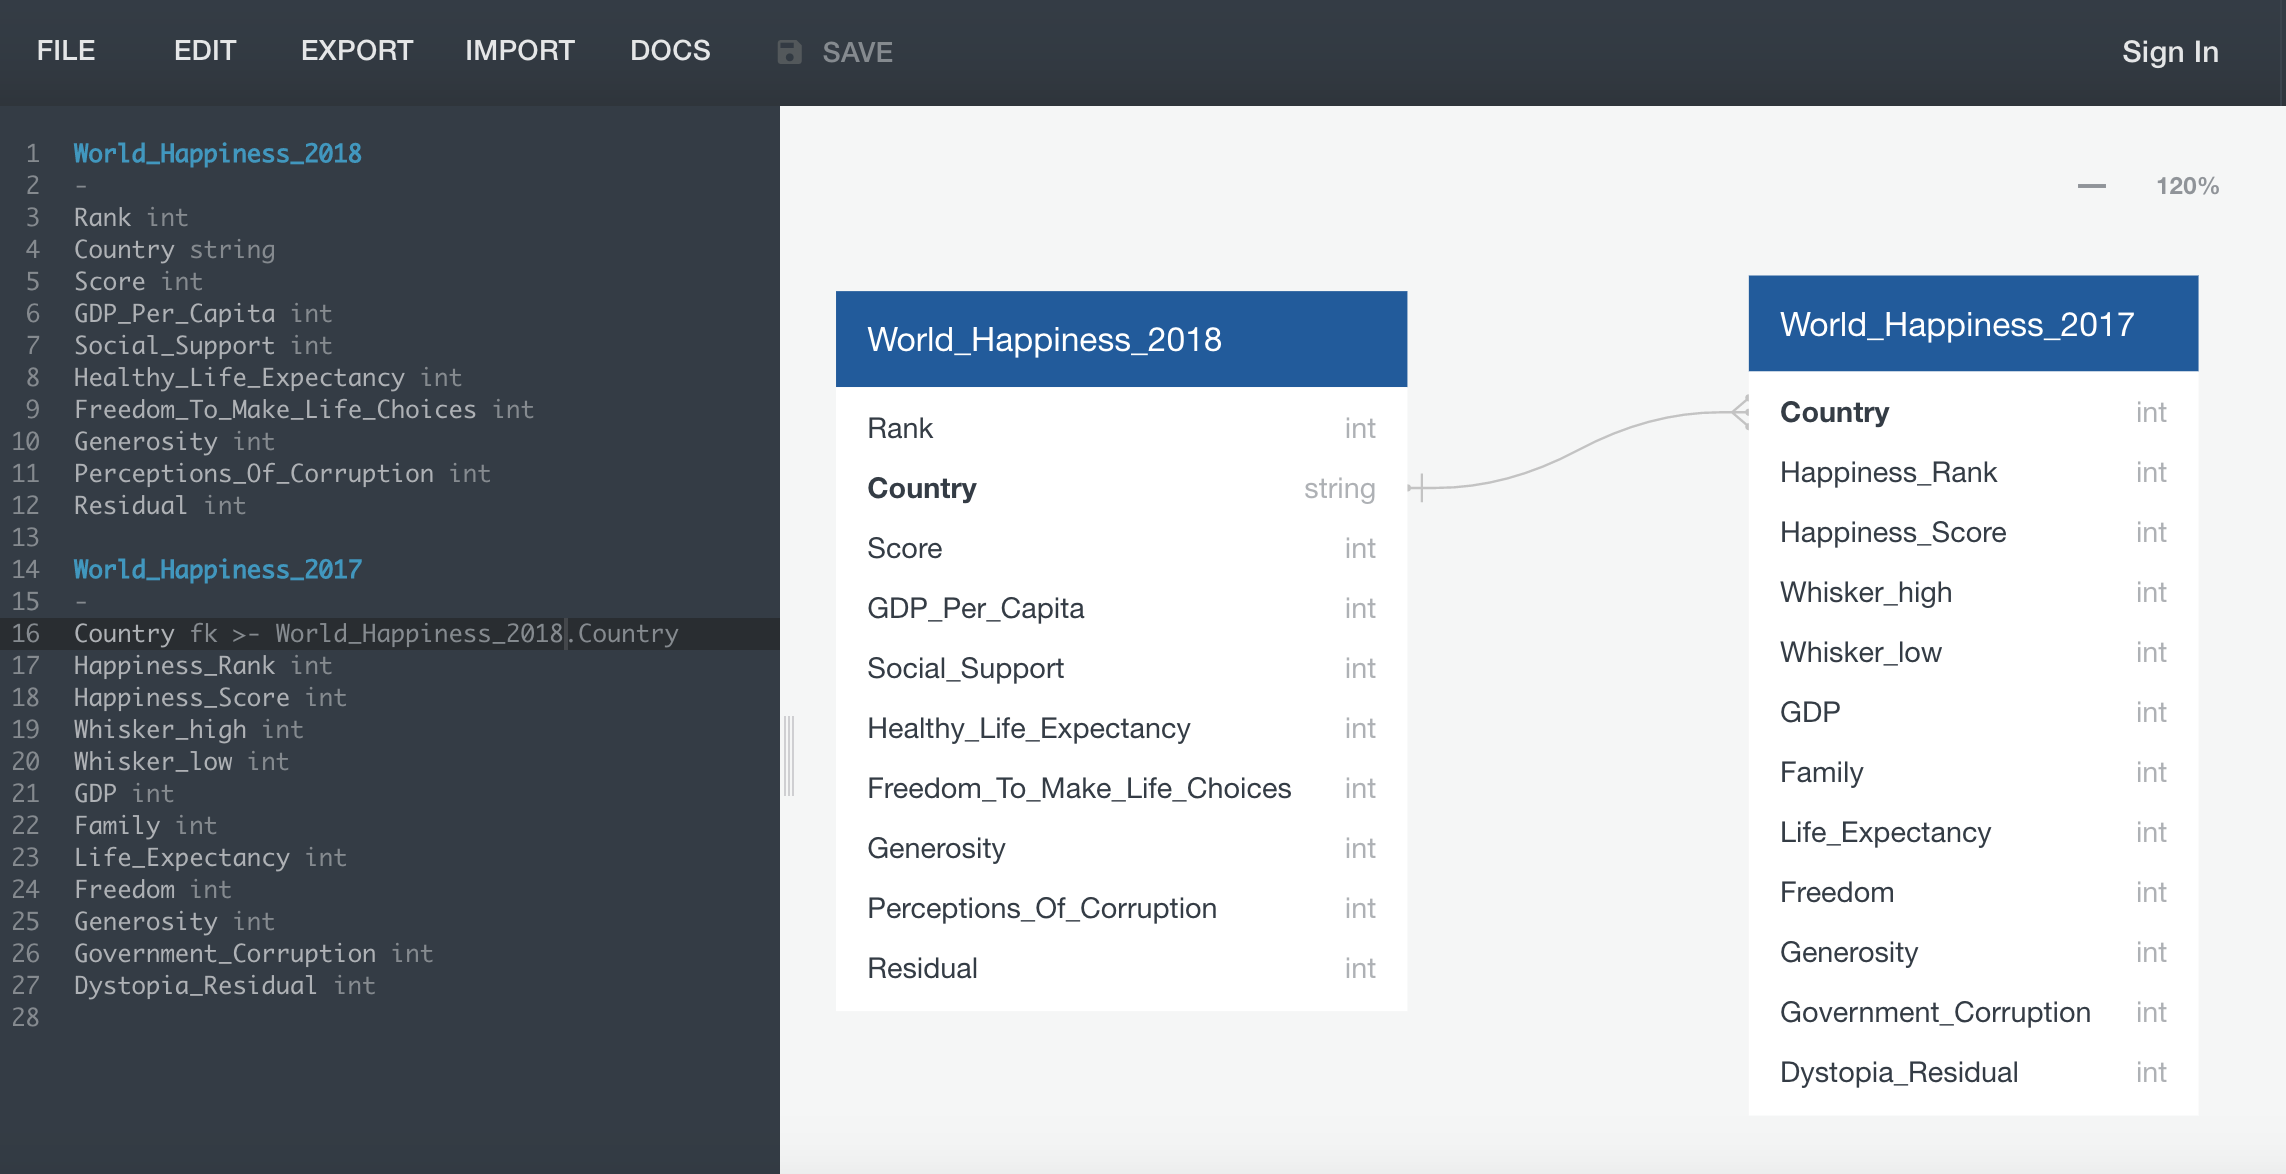 FILE EDIT EXPORT IMPORT DOCS SAVE Sign In
1 World_Happiness_2018
2 -
3 Rank int
4 Country string
5 Score int
6 GDP_Per_Capita int
7 Social_Support int
8 Healthy_Life_Expectancy int
9 Freedom_To_Make_Life_Choices int
10 Generosity int
11 Perceptions_Of_Corruption int
12 Residual int
13
14 World_Happiness_2017
15 -
16 Country fk >- World_Happiness_2018.Country
17 Happiness_Rank int
18 Happiness_Score int
19 Whisker_high int
20 Whisker_low int
21 GDP int
22 Family int
23 Life_Expectancy int
24 Freedom int
25 Generosity int
26 Government_Corruption int
27 Dystopia_Residual int
28
120%
World_Happiness_2018
Rank int
Country string
Score int
GDP_Per_Capita int
Social_Support int
Healthy_Life_Expectancy int
Freedom_To_Make_Life_Choices int
Generosity int
Perceptions_Of_Corruption int
Residual int
World_Happiness_2017
Country int
Happiness_Rank int
Happiness_Score int
Whisker_high int
Whisker_low int
GDP int
Family int
Life_Expectancy int
Freedom int
Generosity int
Government_Corruption int
Dystopia_Residual int